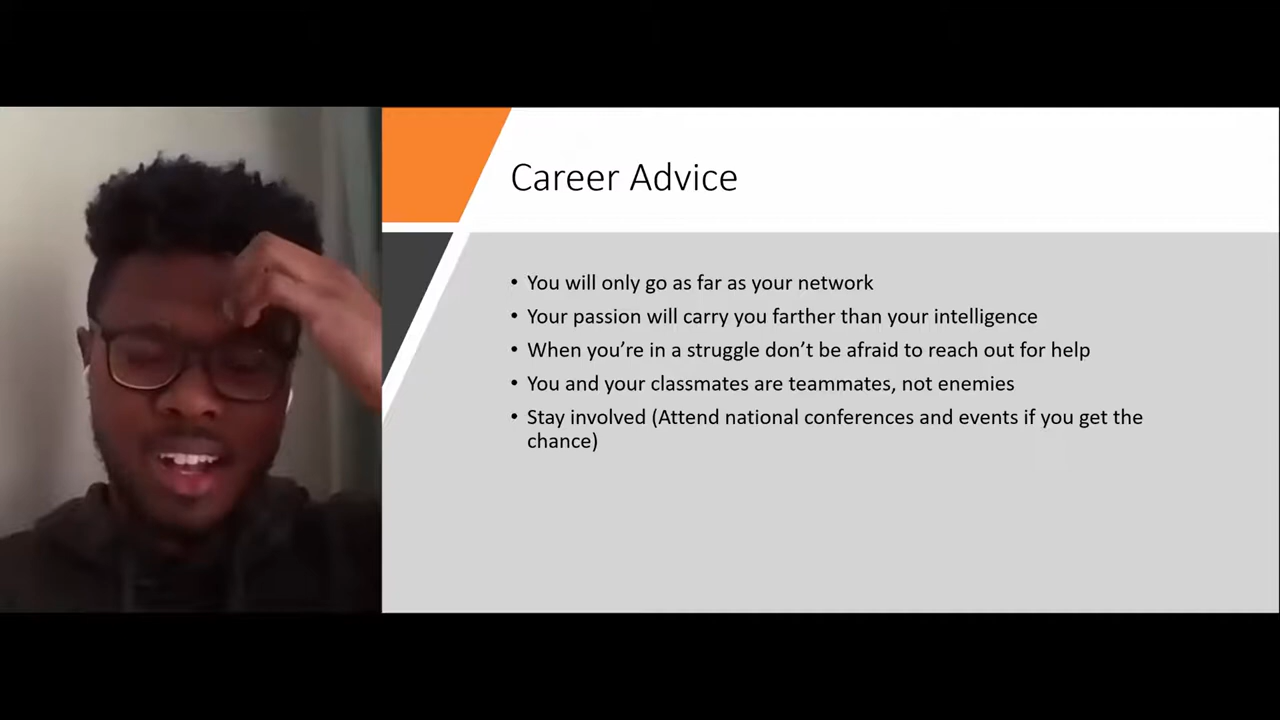 Career Advice
• You will only go as far as your network
• Your passion will carry you farther than your intelligence
• When you’re in a struggle don’t be afraid to reach out for help
• You and your classmates are teammates, not enemies
• Stay involved (Attend national conferences and events if you get the
chance)